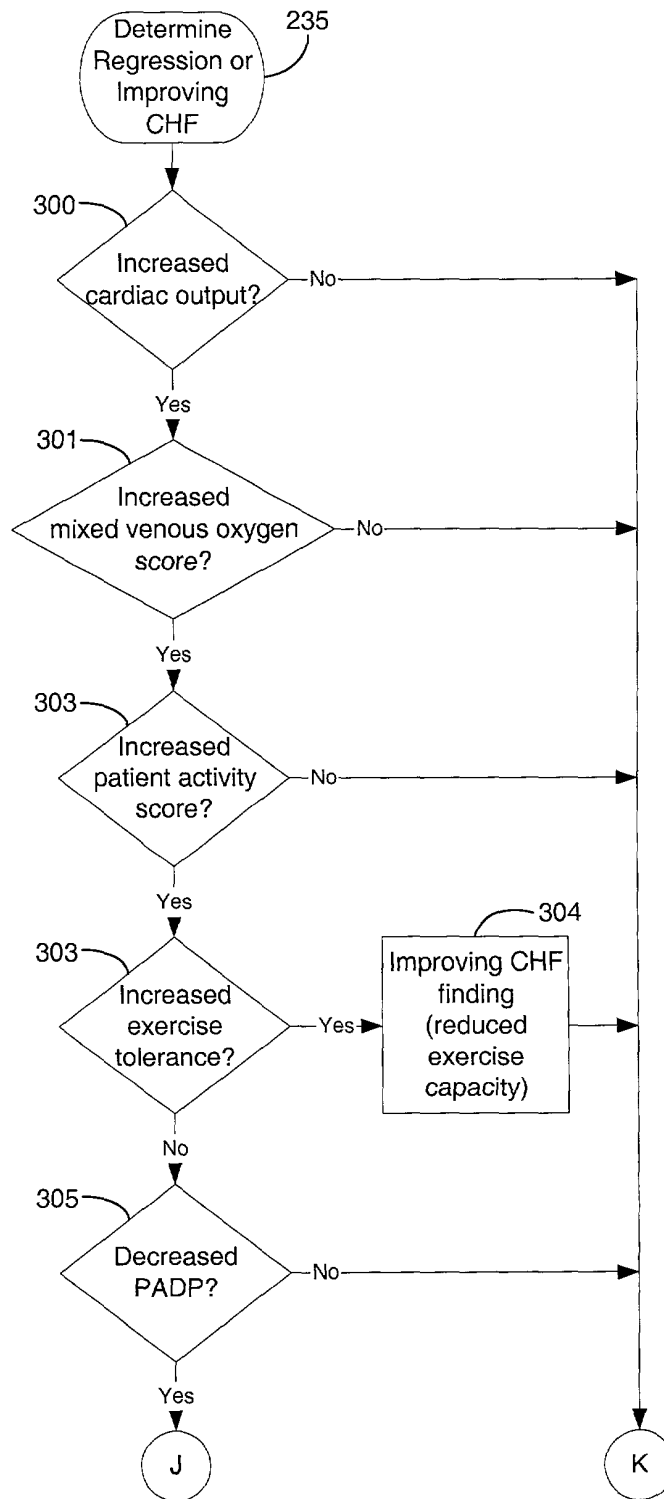 Determine
Regression or
Improving
CHF
235
300
Increased
cardiac output?
No
Yes
301
Increased
mixed venous oxygen
score?
No
Yes
303
Increased
patient activity
score?
No
Yes
303
Increased
exercise
tolerance?
Yes
304
Improving CHF
finding
(reduced
exercise
capacity)
No
305
Decreased
PADP?
No
Yes
J
K